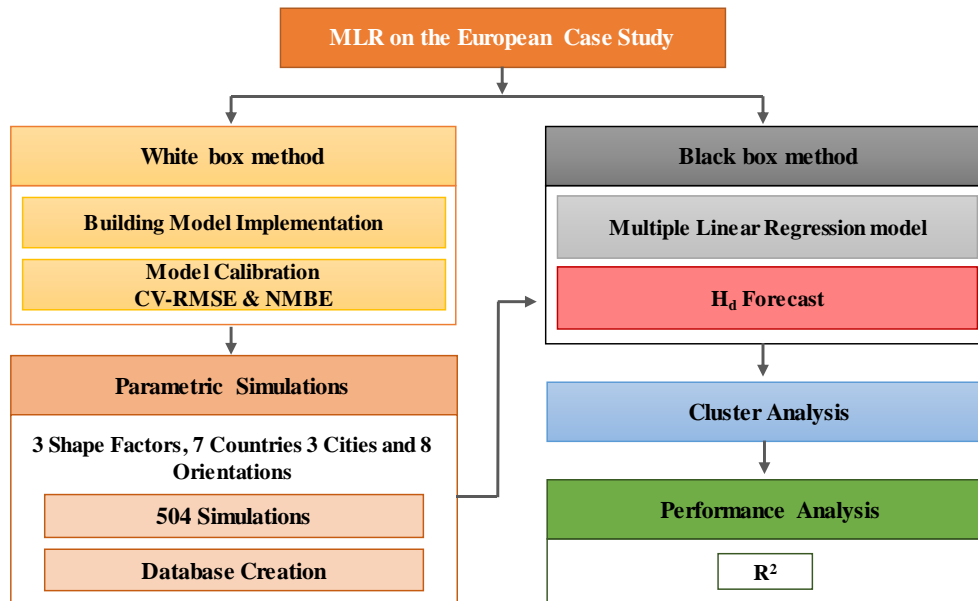 MLR on the European Case Study
White box method
Building Model Implementation
Model Calibration
CV-RMSE & NMBE
Parametric Simulations
3 Shape Factors, 7 Countries 3 Cities and 8
Orientations
504 Simulations
Database Creation
Black box method
Multiple Linear Regression model
H_d Forecast
Cluster Analysis
Performance Analysis
R²